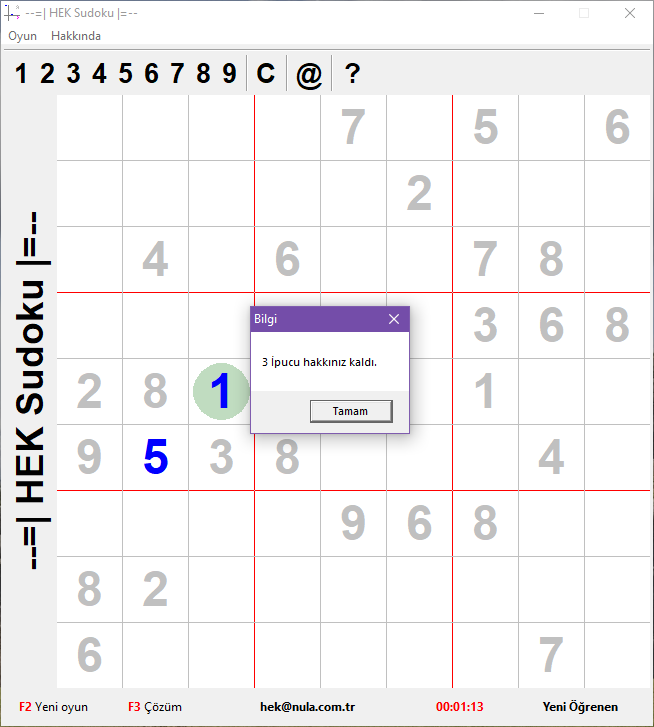 --=| HEK Sudoku |=--
Oyun Hakkında
1 2 3 4 5 6 7 8 9 C @ ?
--=| HEK Sudoku |=--
7 5 6
2
4 6 7 8
3 6 8
2 8 1 1
9 5 3 8 4
9 6 8
8 2
6 7
Bilgi
3 İpucu hakkınız kaldı.
Tamam
F2 Yeni oyun F3 Çözüm hek@nula.com.tr 00:01:13 Yeni Öğrenen